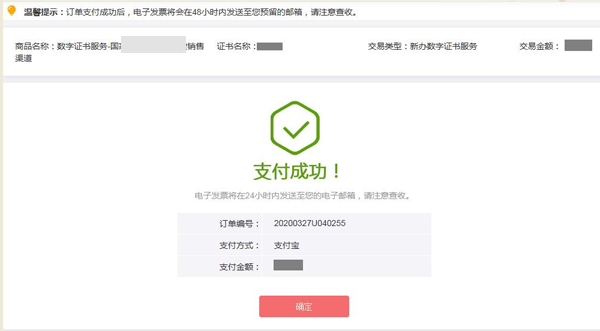 温馨提示：订单支付成功后，电子发票将会在48小时内发送至您预留的邮箱，请注意查收。
商品名称：数字证书服务-国 销售 证书名称： 交易类型：新办数字证书服务 交易金额：
渠道
支付成功！
电子发票将在24小时内发送至您的电子邮箱，请注意查收。
订单编号： 20200327U040255
支付方式： 支付宝
支付金额：
确定